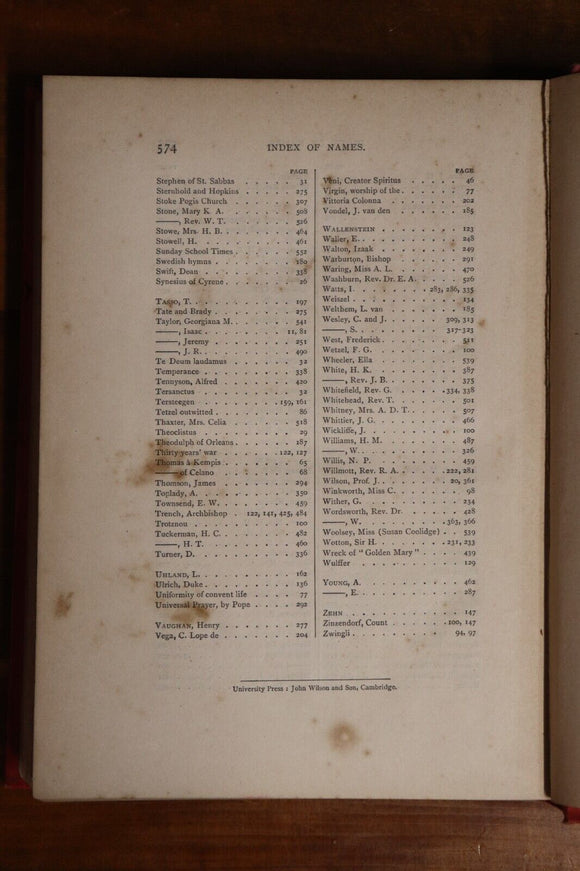 574 INDEX OF NAMES.
PAGE
Stephen of St. Sabbas . . . . . 31
Sternhold and Hopkins . . . . . 275
Stoke Pogis Church . . . . . . 307
Stone, Mary K. A. . . . . . . 508
——, Rev. W. T. . . . . . . 526
Stowe, Mrs. H. B. . . . . . . . 464
Stowell, H. . . . . . . . . . 461
Sunday School Times . . . . . . 552
Swedish hymns . . . . . . . . 180
Swift, Dean . . . . . . . . . 338
Synesius of Cyrene . . . . . . . 26
TASSO, T. . . . . . . . . . . 197
Tate and Brady . . . . . . . . 275
Taylor, Georgiana M. . . . . . . 541
——, Isaac . . . . . . . . 11, 81
——, Jeremy . . . . . . . . 251
——, J. R. . . . . . . . . . 490
Te Deum laudamus . . . . . . . 32
Temperance . . . . . . . . . 338
Tennyson, Alfred . . . . . . . . 420
Tersanctus . . . . . . . . . 32
Tersteegen . . . . . . . 159, 161
Tetzel outwitted . . . . . . . . 86
Thaxter, Mrs. Celia . . . . . . . 518
Theoclistus . . . . . . . . . 29
Theodulph of Orleans . . . . . . 187
Thirty years' war . . . . . . 122, 127
Thomas à Kempis . . . . . . . 65
—— of Celano . . . . . . . 68
Thomson, James . . . . . . . . 294
Toplady, A. . . . . . . . . . 350
Townsend, E. W. . . . . . . . 459
Trench, Archbishop . 122, 141, 425, 484
Trotznou . . . . . . . . . . 100
Tuckerman, H. C. . . . . . . . 482
——, H. T. . . . . . . . . 460
Turner, D. . . . . . . . . . . 336
UHLAND, L. . . . . . . . . . 162
Ulrich, Duke . . . . . . . . . 136
Uniformity of convent life . . . . 77
Universal Prayer, by Pope . . . . 292
VAUGHAN, Henry . . . . . . . 277
Vega, C. Lope de . . . . . . . 204
PAGE
Veni, Creator Spiritus . . . . . 46
Virgin, worship of the . . . . . . 77
Vittoria Colonna . . . . . . . 202
Vondel, J. van den . . . . . . 185
WALLENSTEIN . . . . . . . . 123
Waller, E. . . . . . . . . . . 248
Walton, Izaak . . . . . . . . 249
Warburton, Bishop . . . . . . 291
Waring, Miss A. L. . . . . . . 470
Washburn, Rev. Dr. E. A. . . . . 526
Watts, I. . . . . . . . 283, 286, 335
Weiszel . . . . . . . . . . 134
Welthem, L. van . . . . . . . 185
Wesley, C. and J. . . . . . . 309, 313
——, S. . . . . . . . . 317-323
West, Frederick . . . . . . . . 511
Wetzel, F. G. . . . . . . . . 100
Wheeler, Ella . . . . . . . . 539
White, H. K. . . . . . . . . 587
——, Rev. J. B. . . . . . . . 375
Whitefield, Rev. G. . . . . . 334, 338
Whitehead, Rev. T. . . . . . . 501
Whitney, Mrs. A. D. T. . . . . . 507
Whittier, J. G. . . . . . . . . 466
Wickliffe, J. . . . . . . . . . 100
Williams, H. M. . . . . . . . 487
——, W. . . . . . . . . . 326
Willis, N. P. . . . . . . . . 459
Willmott, Rev. R. A. . . . . 222, 281
Wilson, Prof. J. . . . . . . . 20, 361
Winkworth, Miss C. . . . . . . 98
Wither, G. . . . . . . . . . . 234
Wordsworth, Rev. Dr. . . . . . 428
——, W. . . . . . . . . 363, 366
Woolsey, Miss (Susan Coolidge) . . 539
Wotton, Sir H. . . . . . . . 231, 233
Wreck of "Golden Mary" . . . . 439
Wulffer . . . . . . . . . . 129
YOUNG, A. . . . . . . . . . 462
——, E. . . . . . . . . . . 287
ZEHN . . . . . . . . . . . 147
Zinzendorf, Count . . . . . . 100, 147
Zwingli . . . . . . . . . 94, 97
University Press: John Wilson and Son, Cambridge.